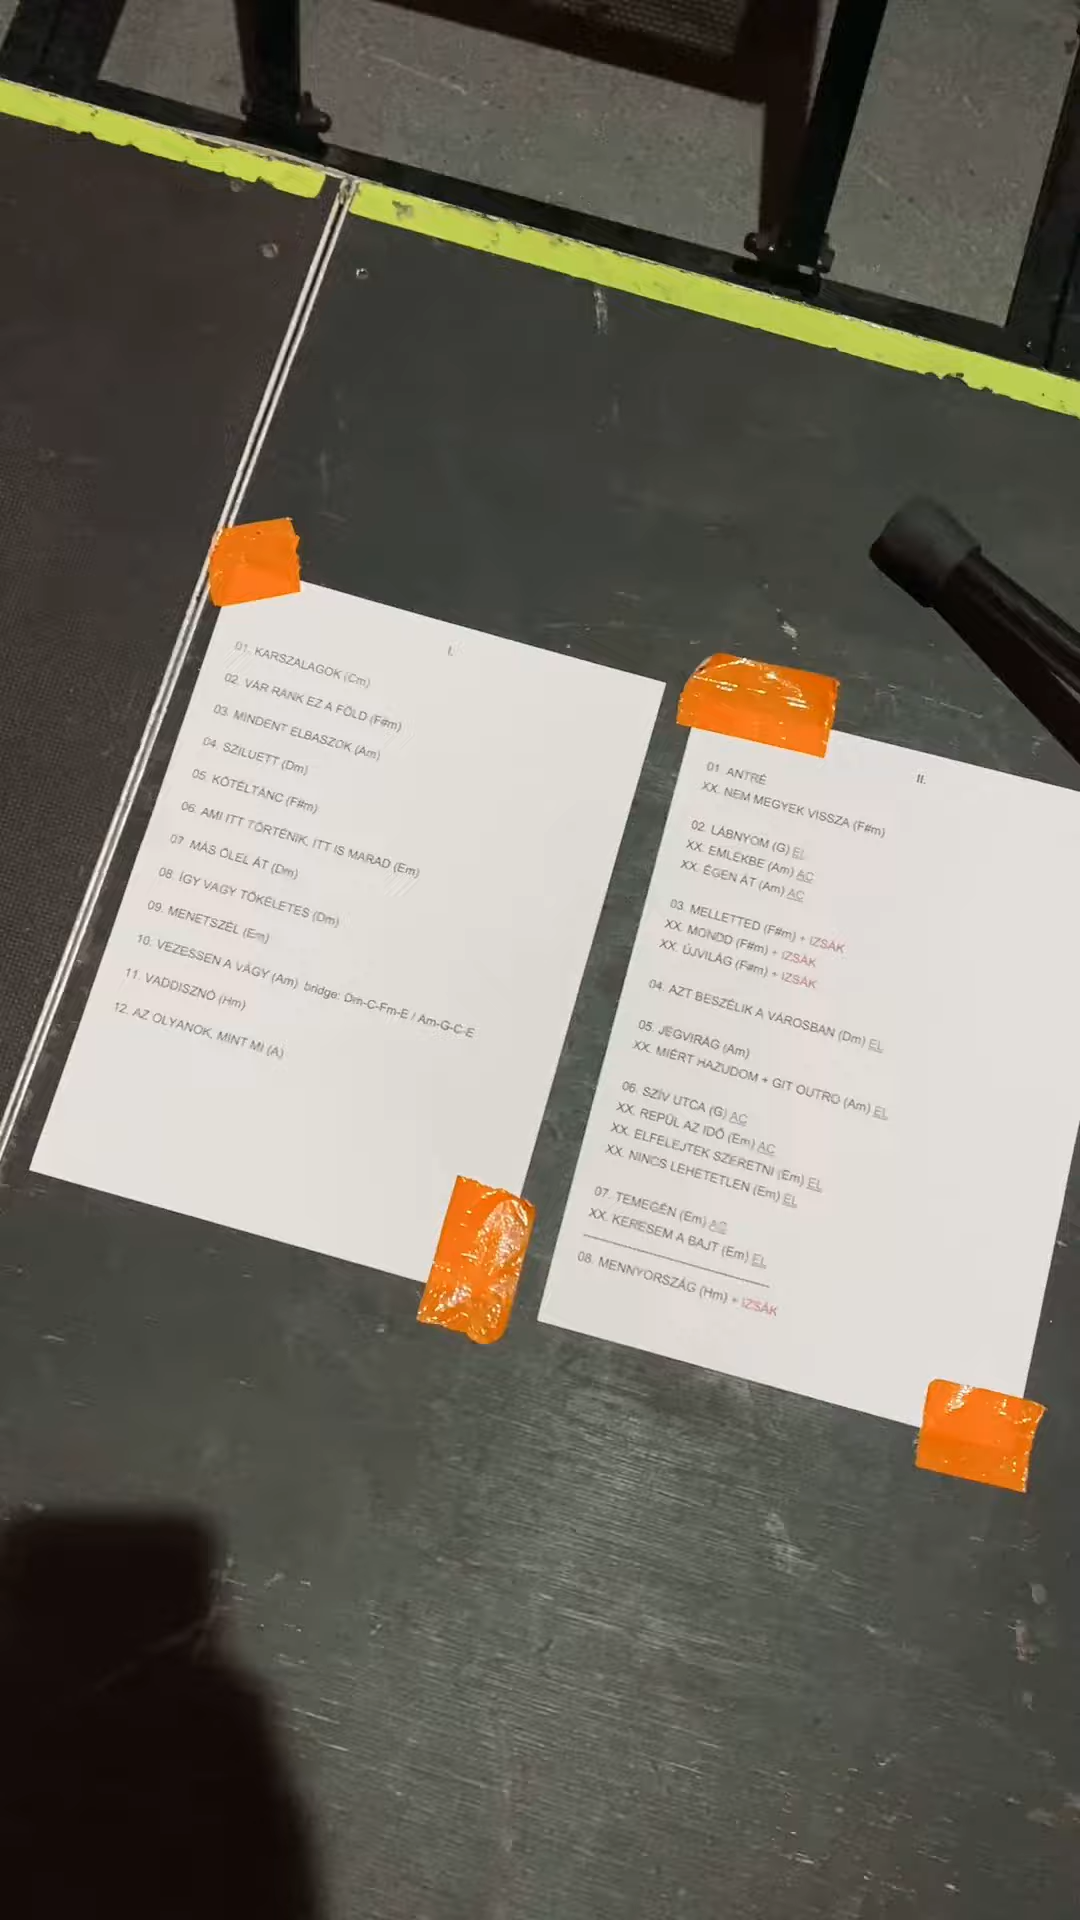 I.
01. KARSZALAGOK (Cm)
02. VÁR RÁNK EZ A FÖLD (F#m)
03. MINDENT ELBASZOK (Am)
04. SZILUETT (Dm)
05. KÖTÉLTÁNC (F#m)
06. AMI ITT TÖRTÉNIK, ITT IS MARAD (Em)
07. MÁS ÖLEL ÁT (Dm)
08. ÍGY VAGY TÖKÉLETES (Dm)
09. MENETSZÉL (Em)
10. VEZESSEN A VÁGY (Am) bridge: Dm-C-Fm-E / Am-G-C-E
11. VADDISZNÓ (Hm)
12. AZ OLYANOK, MINT MI (A)
II.
01. ANTRÉ
XX. NEM MEGYEK VISSZA (F#m)
02. LÁBNYOM (G) EL
XX. EMLÉKBE (Am) AC
XX. ÉGEN ÁT (Am) AC
03. MELLETTED (F#m) + IZSÁK
XX. MONDD (F#m) + IZSÁK
XX. ÚJVILÁG (F#m) + IZSÁK
04. AZT BESZÉLIK A VÁROSBAN (Dm) EL
05. JÉGVIRÁG (Am)
XX. MIÉRT HAZUDOM + GIT OUTRO (Am) EL
06. SZÍV UTCA (G) AC
XX. REPÜL AZ IDŐ (Em) AC
XX. ELFELEJTEK SZERETNI (Em) EL
XX. NINCS LEHETETLEN (Em) EL
07. TEMEGÉN (Em) AC
XX. KERESEM A BAJT (Em) EL
08. MENNYORSZÁG (Hm) + IZSÁK